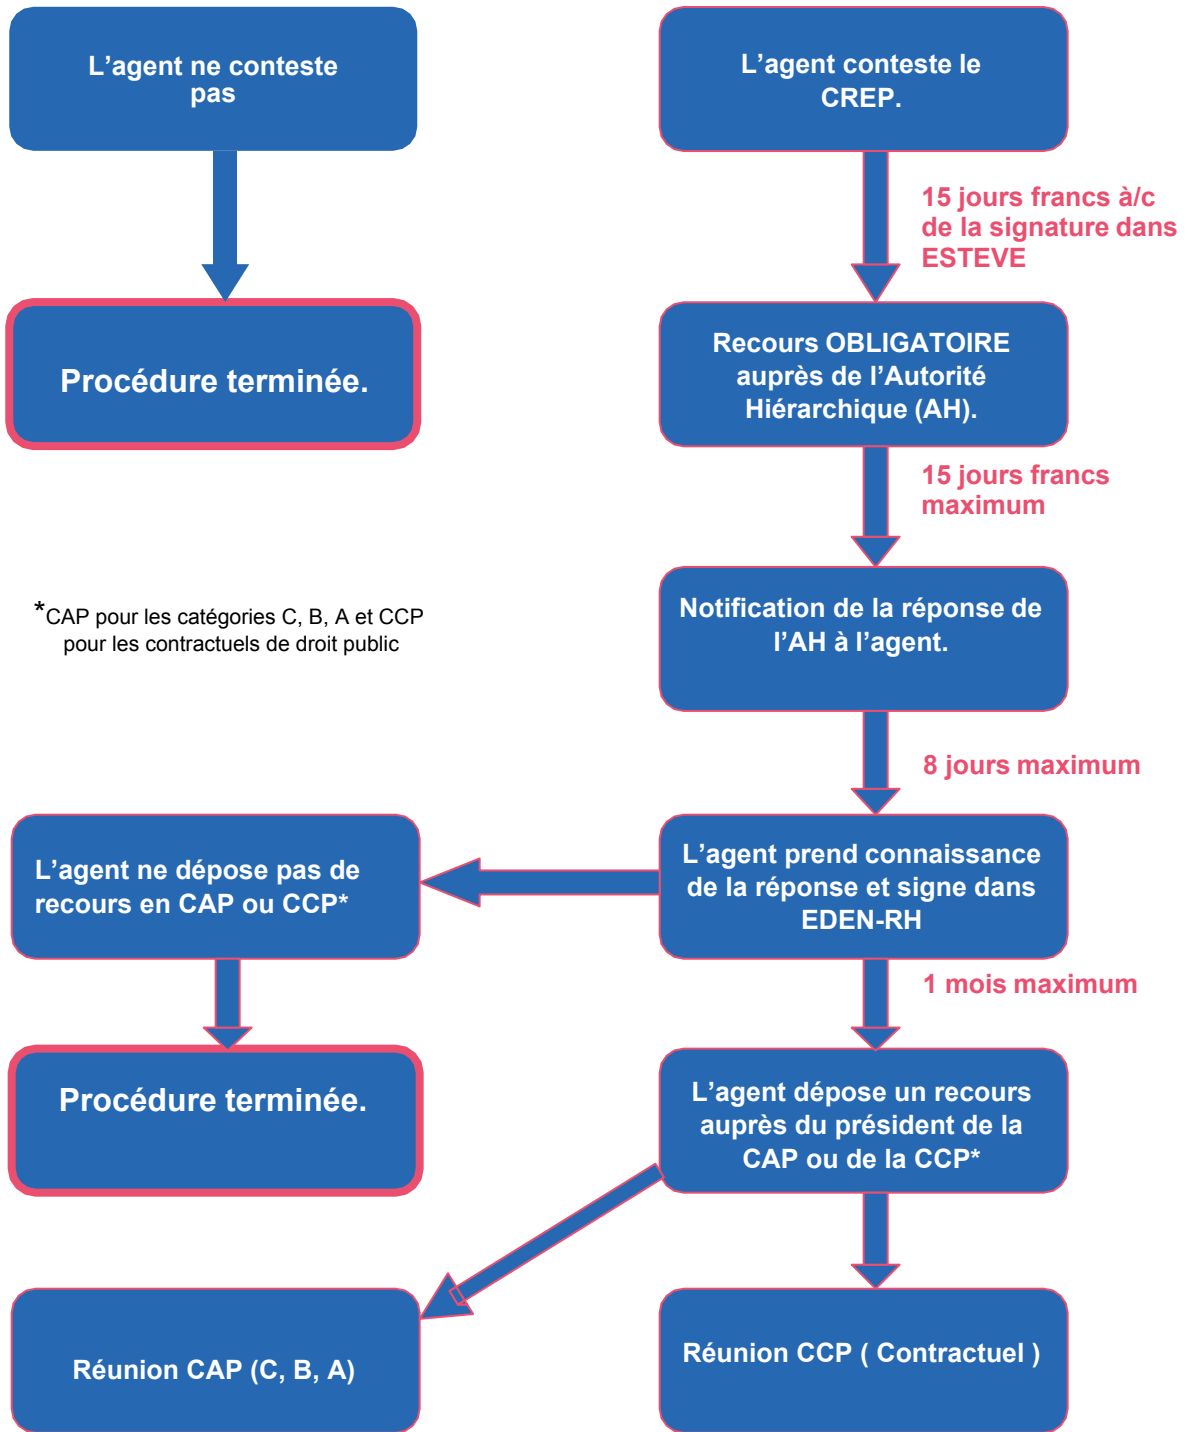 L'agent ne conteste
pas
L'agent conteste le
CREP.
15 jours francs à/c
de la signature dans
ESTEVE
Procédure terminée.
Recours OBLIGATOIRE
auprès de l'Autorité
Hiérarchique (AH).
15 jours francs
maximum
*CAP pour les catégories C, B, A et CCP
pour les contractuels de droit public
Notification de la réponse de
l'AH à l'agent.
8 jours maximum
L'agent ne dépose pas de
recours en CAP ou CCP*
L'agent prend connaissance
de la réponse et signe dans
EDEN-RH
1 mois maximum
Procédure terminée.
L'agent dépose un recours
auprès du président de la
CAP ou de la CCP*
Réunion CAP (C, B, A)
Réunion CCP ( Contractuel )